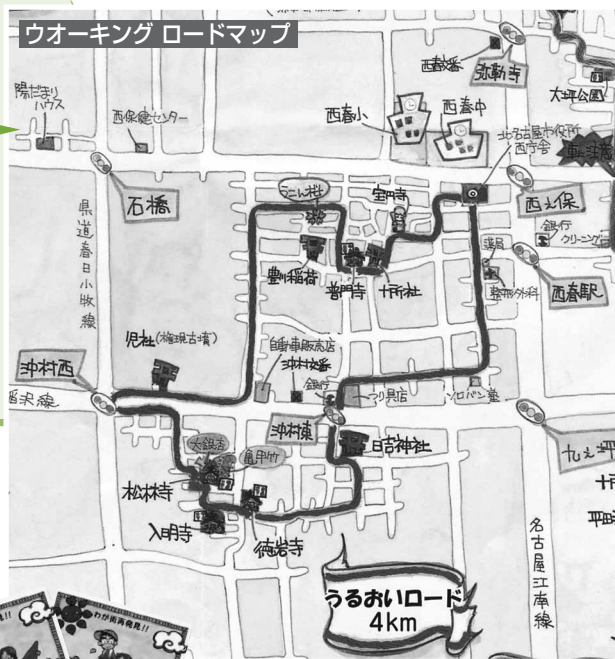 ウオーキング ロードマップ
西春交番
弥勒寺
大坪公園
陽だまり
ハウス
西保健センター
西春小
西春中
北名古屋市役所
西庁舎
石橋
西之保
銀行
クリーニング
薬局
整形外科
西春駅
県道春日小牧線
豊川稲荷
普門寺
十所社
児社(権現古墳)
自動車販売店
沖村交番
銀行
つり具店
ソロバン塾
沖村西
沖村東
日吉神社
大銀杏
亀甲竹
松林寺
徳岩寺
名古屋江南線
うるおいロード
4km
わが街再発見!!